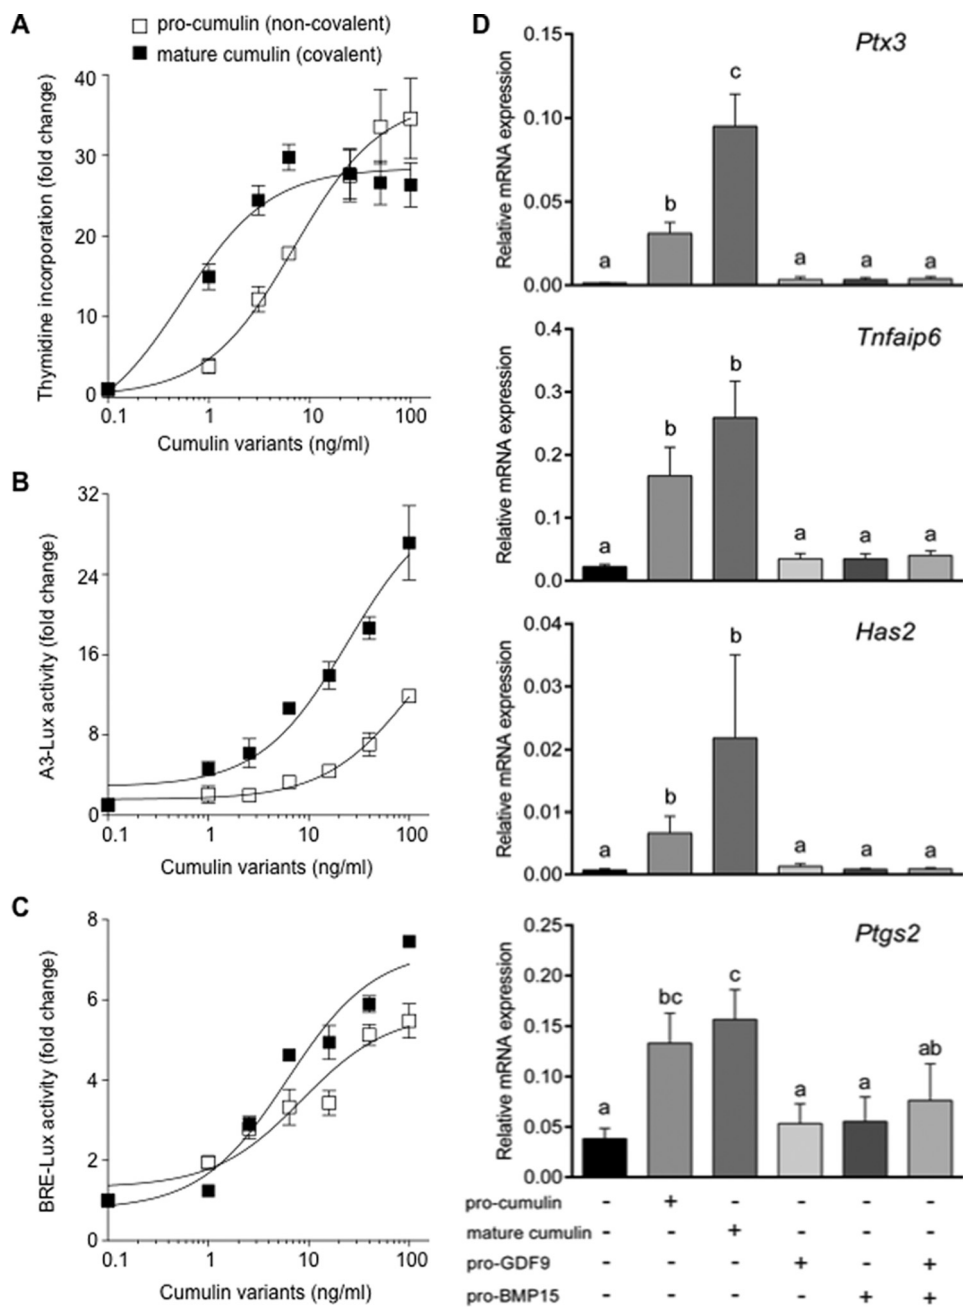 A
□ pro-cumulin (non-covalent)
■ mature cumulin (covalent)
Thymidine incorporation (fold change)
40
30
20
10
0
0.1 1 10 100
Cumulin variants (ng/ml)
B
A3-Lux activity (fold change)
32
24
16
8
0
0.1 1 10 100
Cumulin variants (ng/ml)
C
BRE-Lux activity (fold change)
8
6
4
2
0
0.1 1 10 100
Cumulin variants (ng/ml)
D
Ptx3
Relative mRNA expression
0.15
0.10
0.05
0.00
a b c a a a
Tnfaip6
Relative mRNA expression
0.4
0.3
0.2
0.1
0.0
a b b a a a
Has2
Relative mRNA expression
0.04
0.03
0.02
0.01
0.00
a b b a a a
Ptgs2
Relative mRNA expression
0.25
0.20
0.15
0.10
0.05
0.00
a bc c a a ab
pro-cumulin - + - - - -
mature cumulin - - + - - -
pro-GDF9 - - - + - +
pro-BMP15 - - - - + +